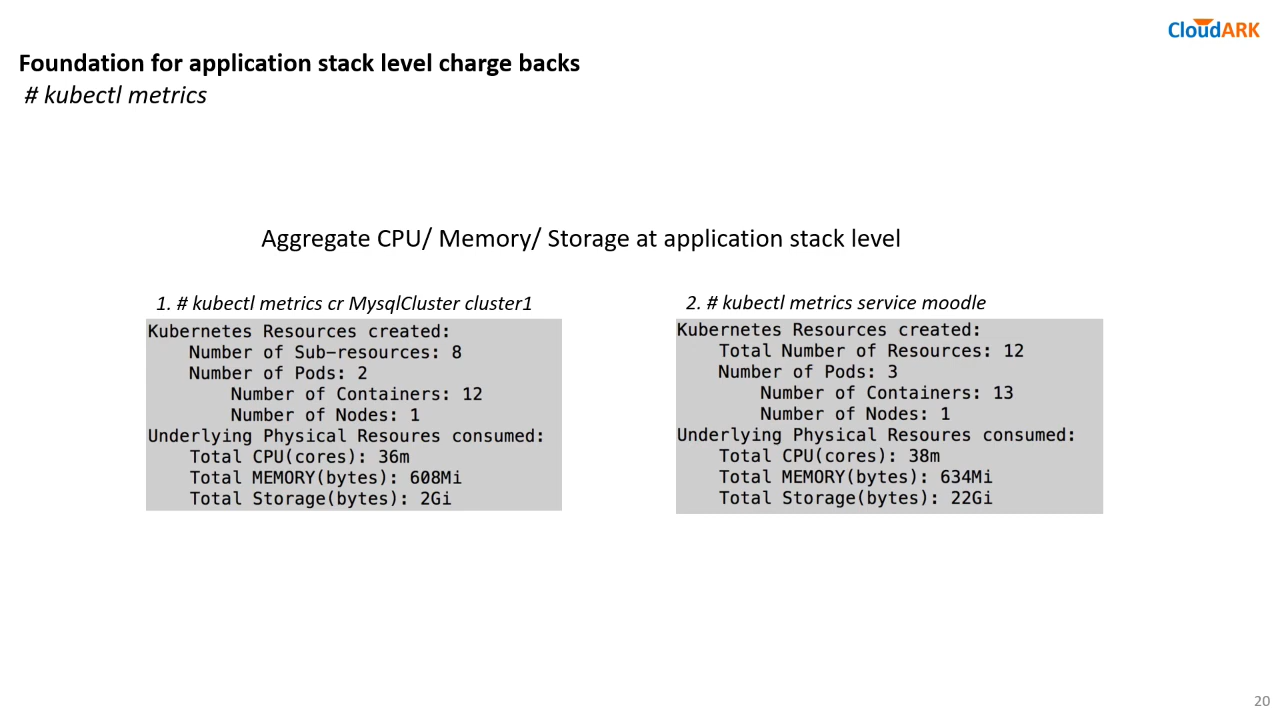 CloudARK
Foundation for application stack level charge backs
# kubectl metrics
Aggregate CPU/ Memory/ Storage at application stack level
1. # kubectl metrics cr MysqlCluster cluster1
Kubernetes Resources created:
Number of Sub-resources: 8
Number of Pods: 2
Number of Containers: 12
Number of Nodes: 1
Underlying Physical Resoures consumed:
Total CPU(cores): 36m
Total MEMORY(bytes): 608Mi
Total Storage(bytes): 2Gi
2. # kubectl metrics service moodle
Kubernetes Resources created:
Total Number of Resources: 12
Number of Pods: 3
Number of Containers: 13
Number of Nodes: 1
Underlying Physical Resoures consumed:
Total CPU(cores): 38m
Total MEMORY(bytes): 634Mi
Total Storage(bytes): 22Gi
20